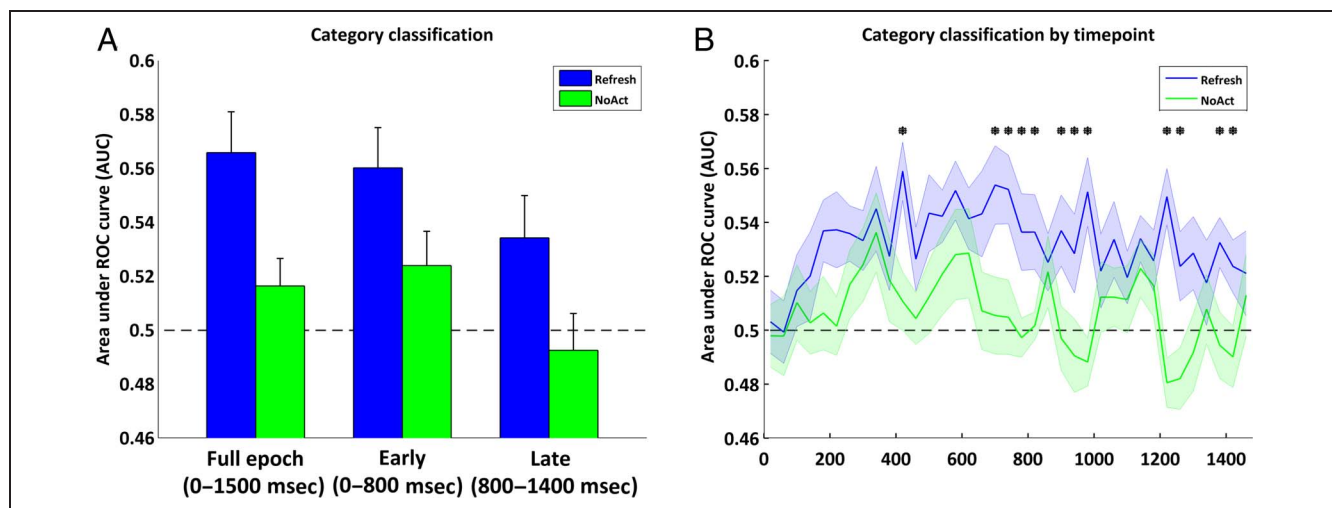 A
Category classification
0.6
0.58
0.56
0.54
0.52
0.5
0.48
0.46
Area under ROC curve (AUC)
Refresh
NoAct
Full epoch
(0–1500 msec)
Early
(0–800 msec)
Late
(800–1400 msec)
B
Category classification by timepoint
0.6
0.58
0.56
0.54
0.52
0.5
0.48
0.46
Area under ROC curve (AUC)
Refresh
NoAct
* * * * * * * * * * * *
0 200 400 600 800 1000 1200 1400